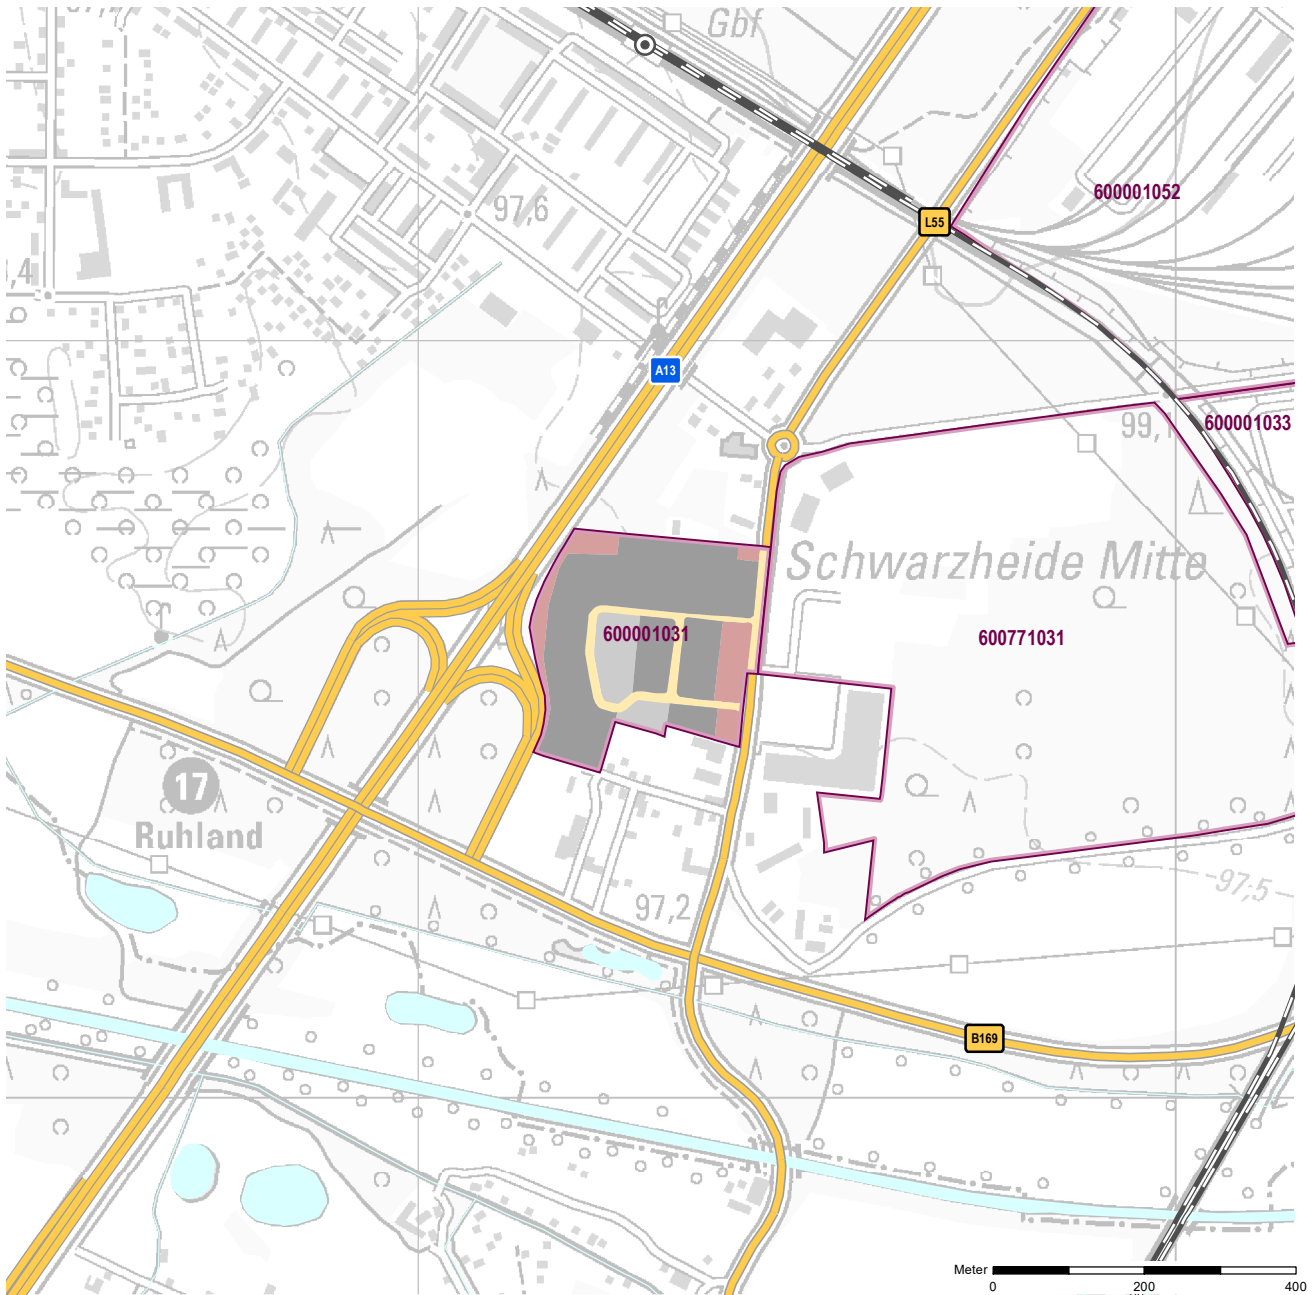 Gbf
600001052
97,6
L55
A13
99,1
600001033
Schwarzheide Mitte
600001031
600771031
17
Ruhland
97,2
97,5
B169
Meter
0
200
400